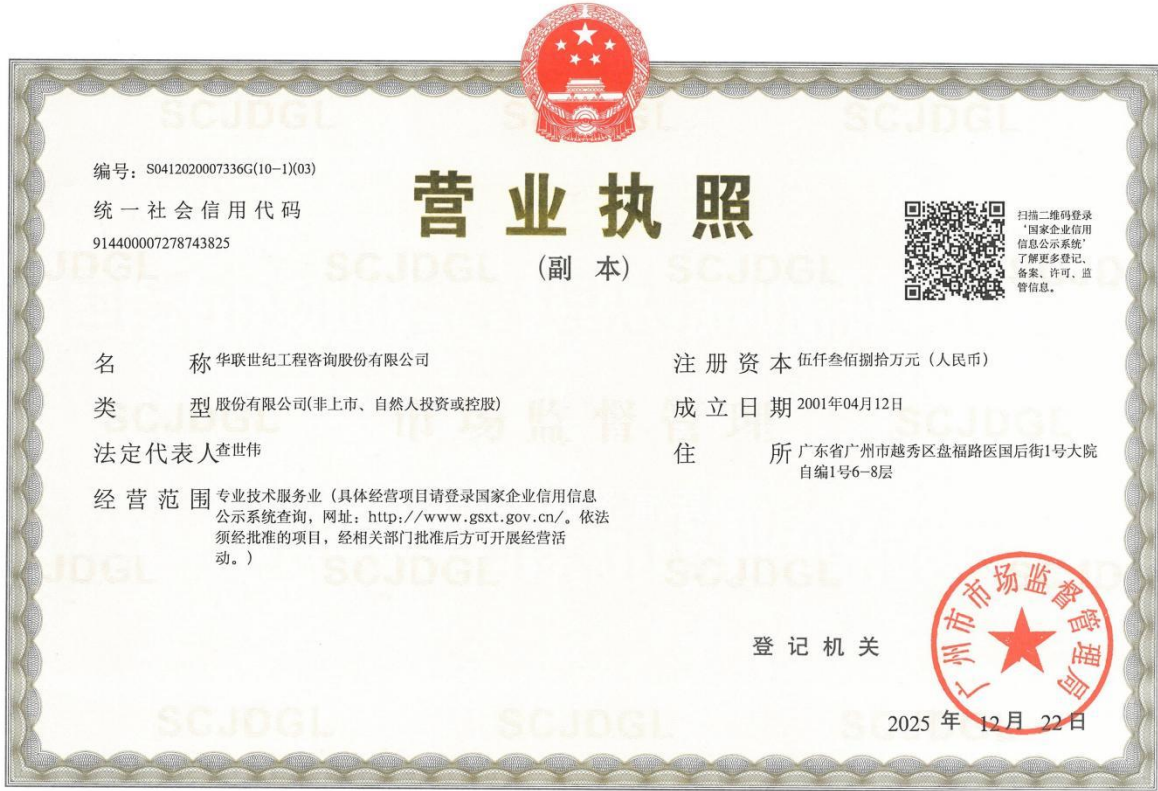 编号：S0412020007336G(10-1)(03)
统一社会信用代码
914400007278743825
营业执照
(副 本)
扫描二维码登录
‘国家企业信用
信息公示系统’
了解更多登记、
备案、许可、监
管信息。
名 称 华联世纪工程咨询股份有限公司
类 型 股份有限公司(非上市、自然人投资或控股)
法定代表人 查世伟
经营范围 专业技术服务业（具体经营项目请登录国家企业信用信息
公示系统查询，网址：http://www.gsxt.gov.cn/。依法
须经批准的项目，经相关部门批准后方可开展经营活
动。）
注册资本 伍仟叁佰捌拾万元（人民币）
成立日期 2001年04月12日
住 所 广东省广州市越秀区盘福路医国后街1号大院
自编1号6-8层
登记机关
广州市市场监督管理局
2025 年 12月 22日
SCJDGL
市场监督管理